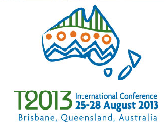 T2013 International Conference
25-28 August 2013
Brisbane, Queensland, Australia